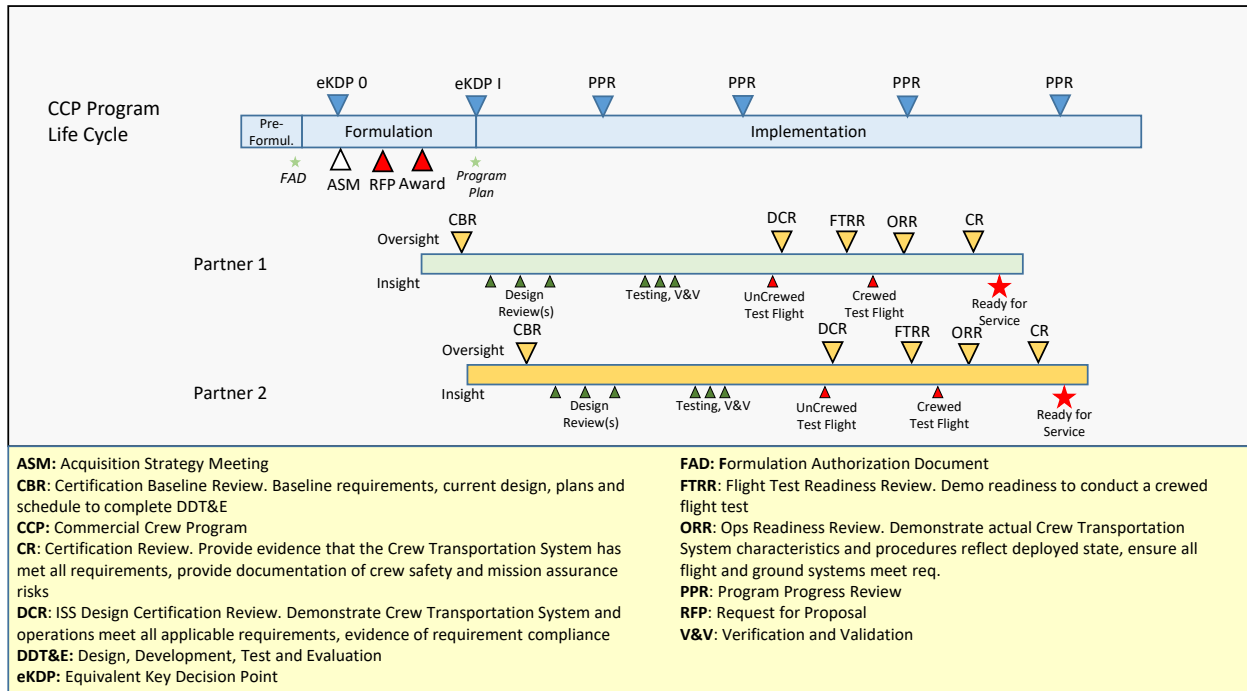 eKDP 0
eKDP I
PPR
PPR
PPR
PPR
CCP Program
Life Cycle
Pre-
Formul.
Formulation
Implementation
FAD
ASM
RFP
Award
Program
Plan
Partner 1
Oversight
Insight
CBR
DCR
FTRR
ORR
CR
Design
Review(s)
Testing, V&V
UnCrewed
Test Flight
Crewed
Test Flight
Ready for
Service
Partner 2
Oversight
Insight
CBR
DCR
FTRR
ORR
CR
Design
Review(s)
Testing, V&V
UnCrewed
Test Flight
Crewed
Test Flight
Ready for
Service
ASM: Acquisition Strategy Meeting
CBR: Certification Baseline Review. Baseline requirements, current design, plans and
schedule to complete DDT&E
CCP: Commercial Crew Program
CR: Certification Review. Provide evidence that the Crew Transportation System has
met all requirements, provide documentation of crew safety and mission assurance
risks
DCR: ISS Design Certification Review. Demonstrate Crew Transportation System and
operations meet all applicable requirements, evidence of requirement compliance
DDT&E: Design, Development, Test and Evaluation
eKDP: Equivalent Key Decision Point
FAD: Formulation Authorization Document
FTRR: Flight Test Readiness Review. Demo readiness to conduct a crewed
flight test
ORR: Ops Readiness Review. Demonstrate actual Crew Transportation
System characteristics and procedures reflect deployed state, ensure all
flight and ground systems meet req.
PPR: Program Progress Review
RFP: Request for Proposal
V&V: Verification and Validation